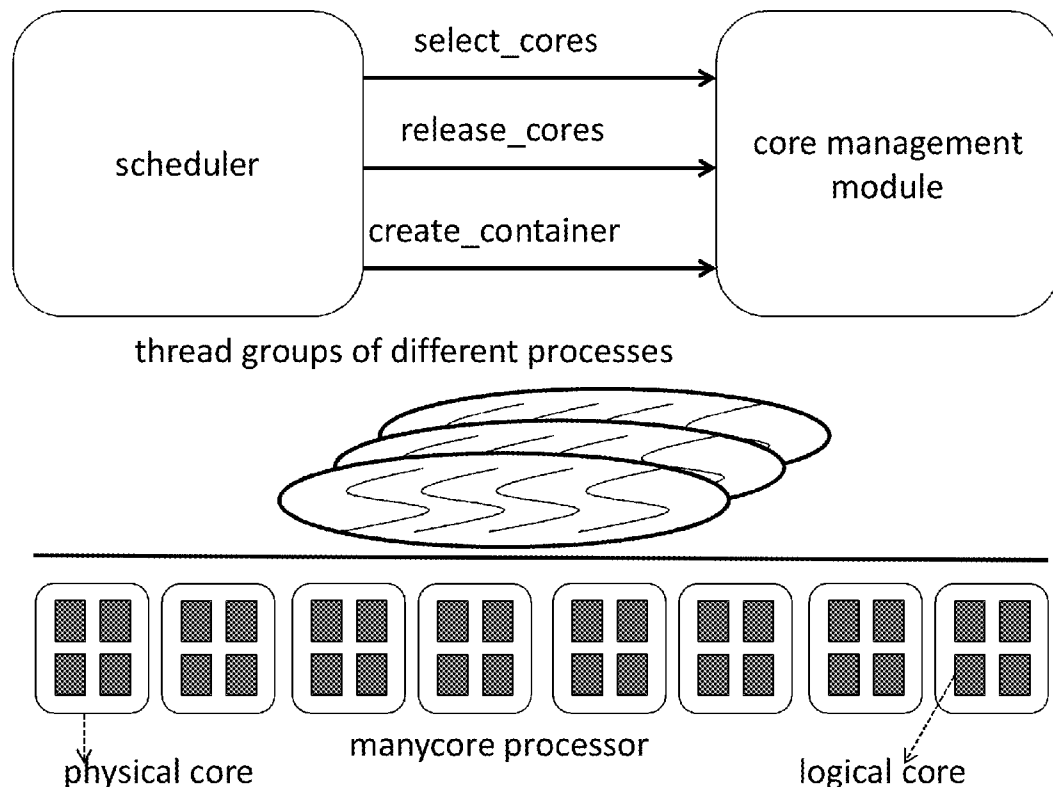 select_cores
release_cores
scheduler
core management
module
create_container
thread groups of different processes
manycore processor
physical core
logical core